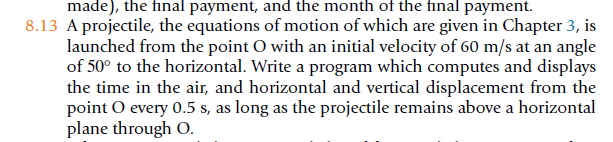 made), the final payment, and the month of the final payment.
8.13 A projectile, the equations of motion of which are given in Chapter 3, is
launched from the point O with an initial velocity of 60 m/s at an angle
of 50° to the horizontal. Write a program which computes and displays
the time in the air, and horizontal and vertical displacement from the
point O every 0.5 s, as long as the projectile remains above a horizontal
plane through O.